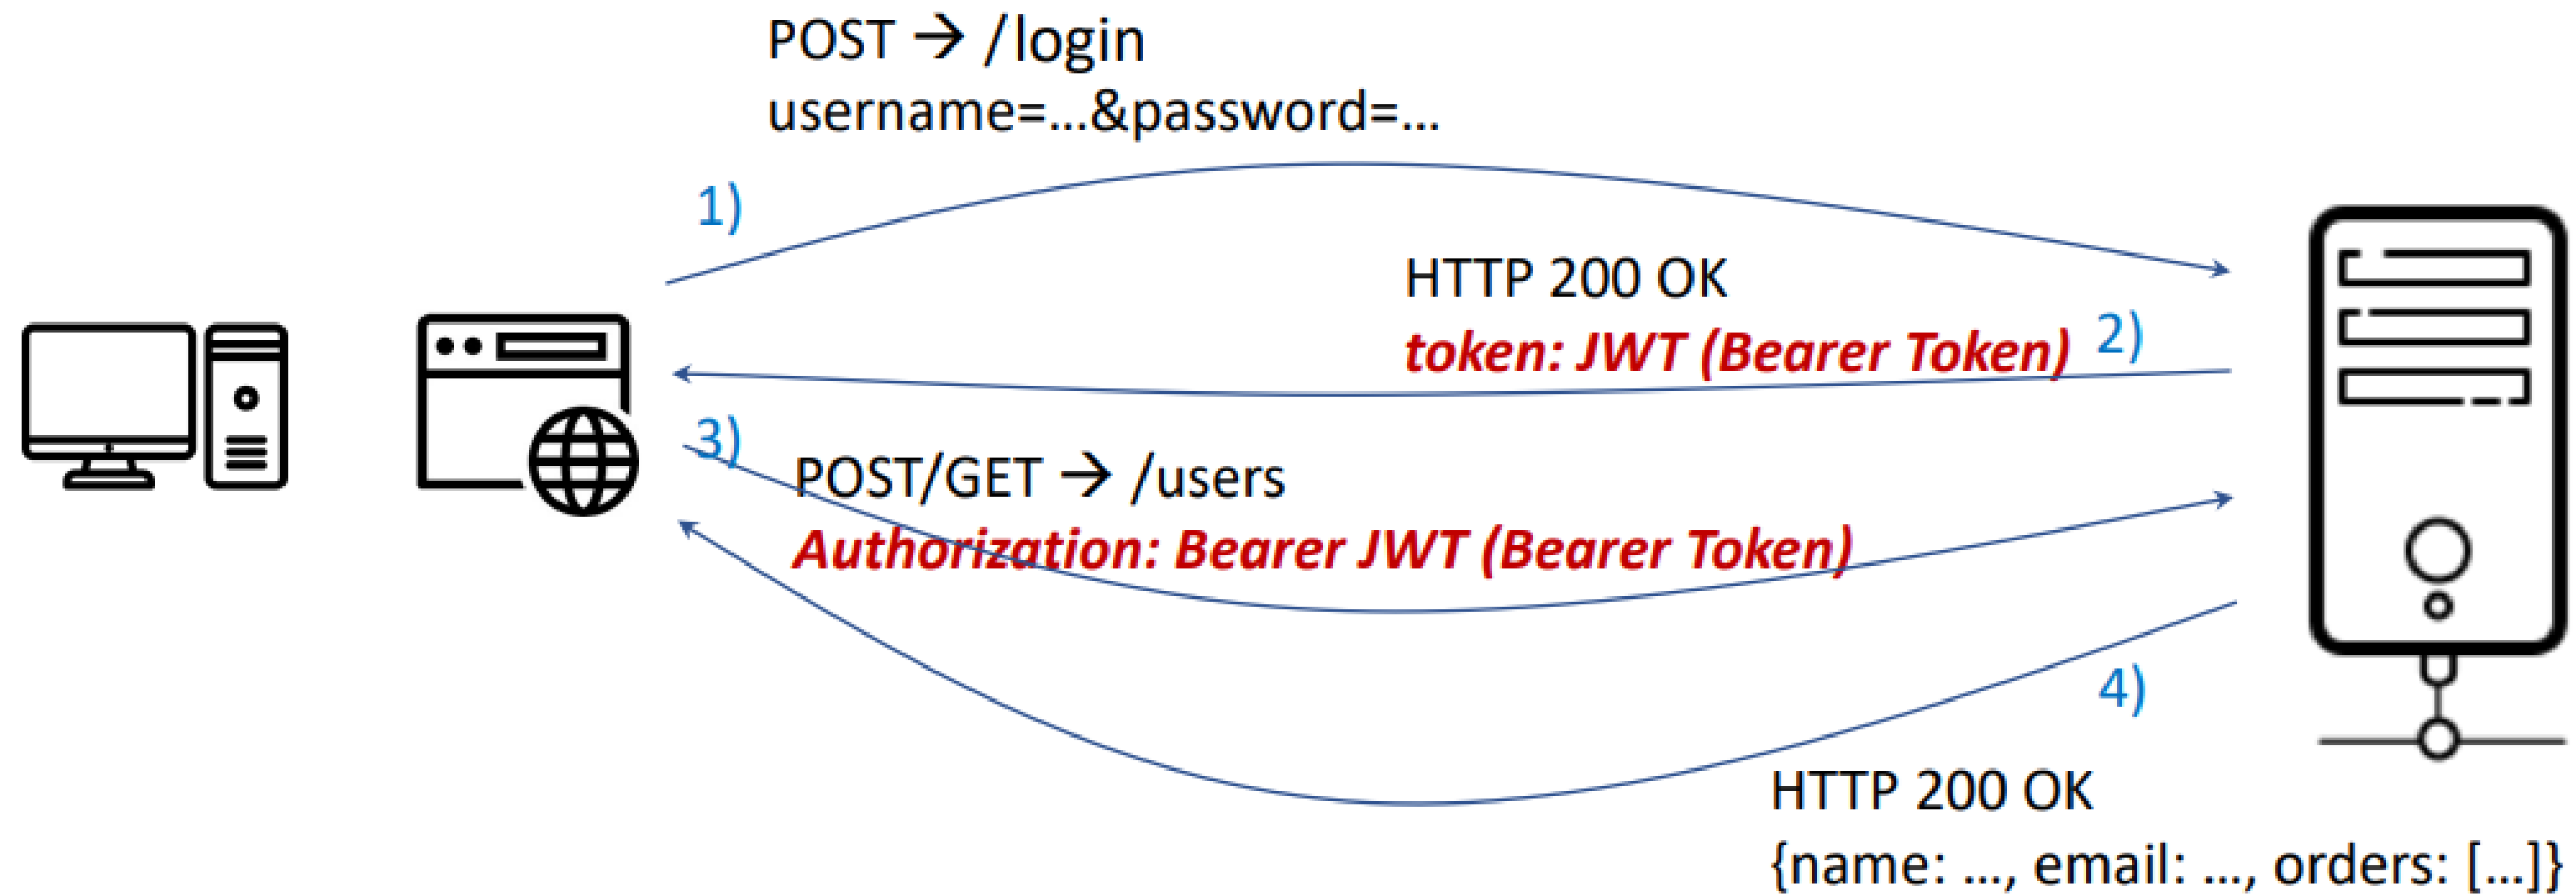 POST → /login
username=...&password=...
1)
HTTP 200 OK
token: JWT (Bearer Token) 2)
3)
POST/GET → /users
Authorization: Bearer JWT (Bearer Token)
4)
HTTP 200 OK
{name: ..., email: ..., orders: [...]}